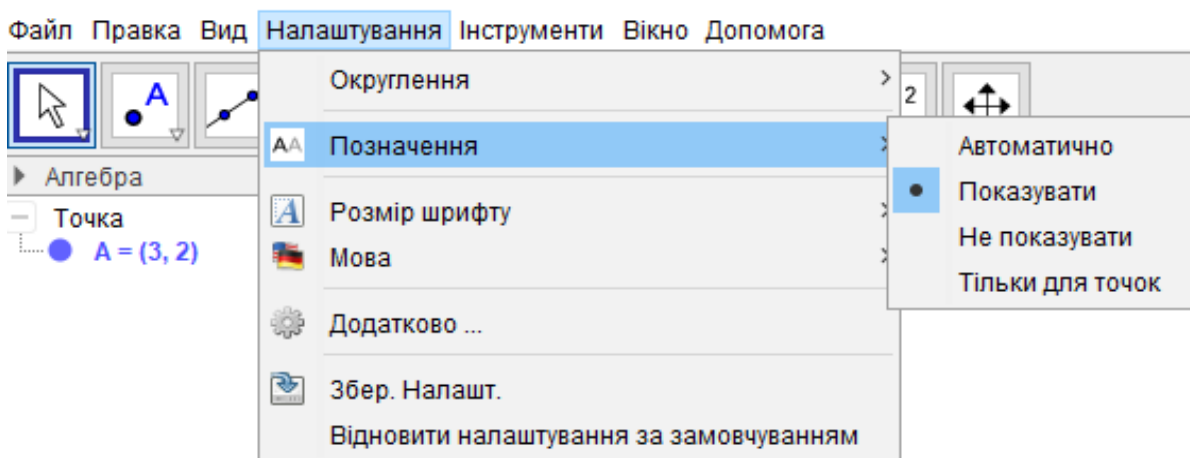 Файл Правка Вид Налаштування Інструменти Вікно Допомога
A
2
Округлення
AA Позначення
Автоматично
Показувати
Не показувати
Тільки для точок
Алгебра
Точка
A = (3, 2)
A Розмір шрифту
Мова
Додатково ...
Збер. Налашт.
Відновити налаштування за замовчуванням